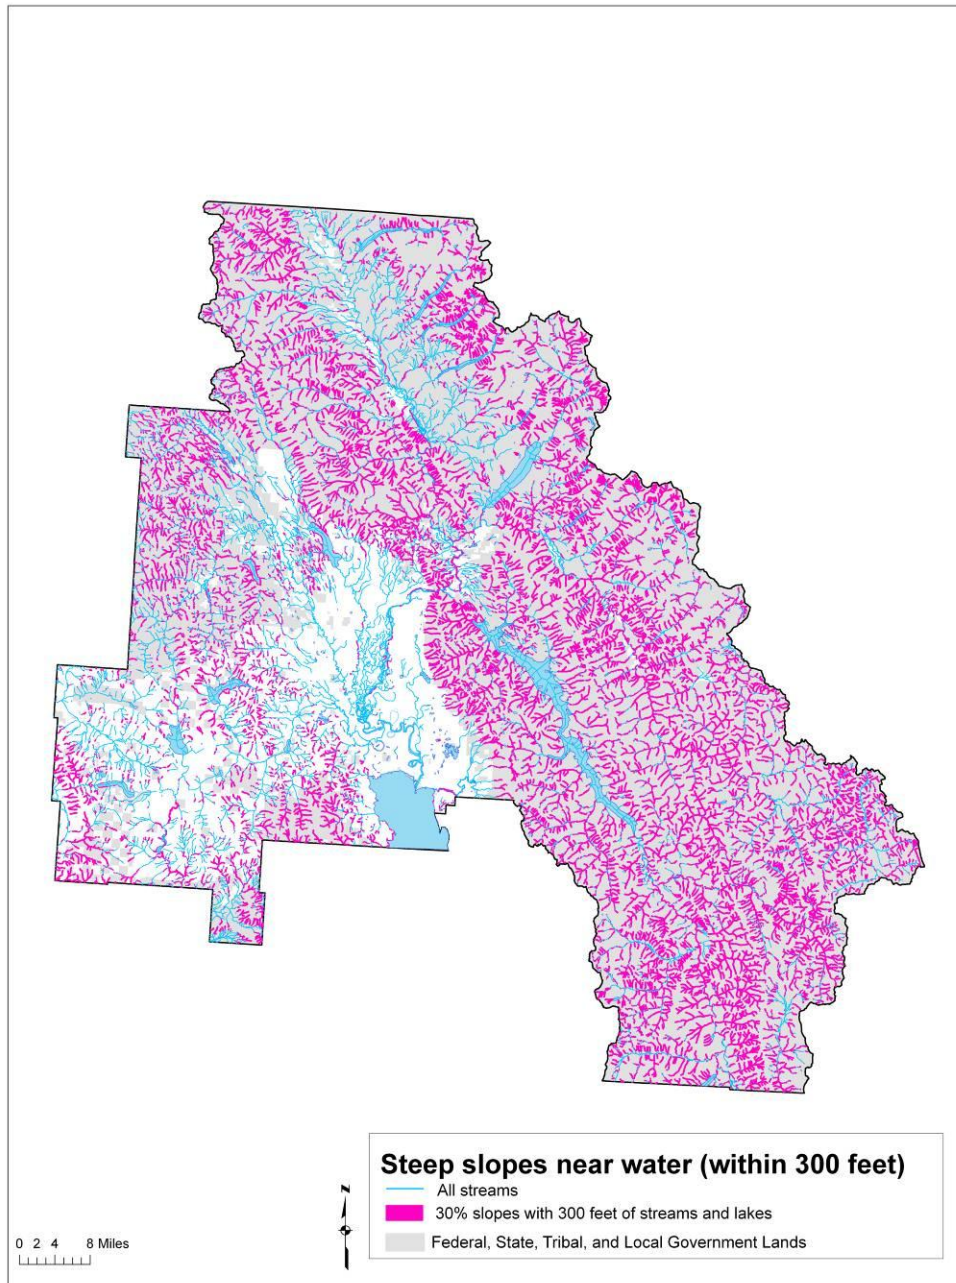 Steep slopes near water (within 300 feet)
All streams
30% slopes with 300 feet of streams and lakes
Federal, State, Tribal, and Local Government Lands
N
0 2 4 8 Miles